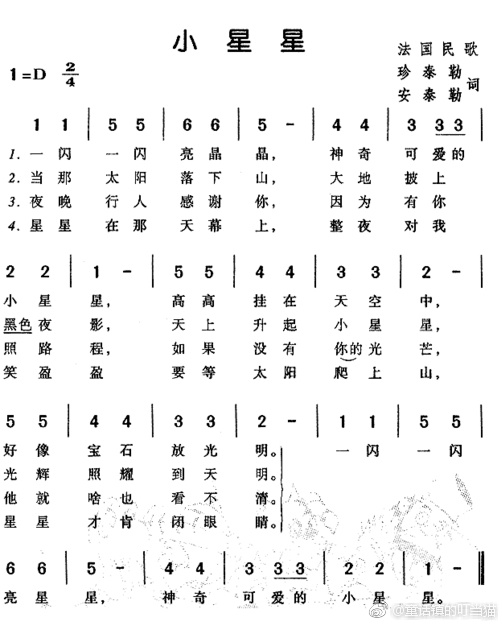 小星星
法国民歌
1=D 2/4
珍泰勒
安泰勒 词
1 1 | 5 5 | 6 6 | 5 - | 4 4 | 3 33 |
1. 一闪 一闪 亮晶 晶, 神奇 可爱的
2. 当那 太阳 落下 山, 大地 披上
3. 夜晚 行人 感谢 你, 因为 有你
4. 星星 在那 天幕 上, 整夜 对我
2 2 | 1 - | 5 5 | 4 4 | 3 3 | 2 - |
小星 星, 高高 挂在 天空 中,
黑色夜 影, 天上 升起 小星 星,
照路 程, 如果 没有 你的光 芒,
笑盈 盈 要等 太阳 爬上 山,
5 5 | 4 4 | 3 3 | 2 - | 1 1 | 5 5 |
好像 宝石 放光 明。 一闪 一闪
光辉 照耀 到天 明。
他就 啥也 看不 清。
星星 才肯 闭眼 睛。
6 6 | 5 - | 4 4 | 3 33 | 2 2 | 1 - ‖
亮星 星, 神奇 可爱的 小星 星。
@童话镇的叮当猫